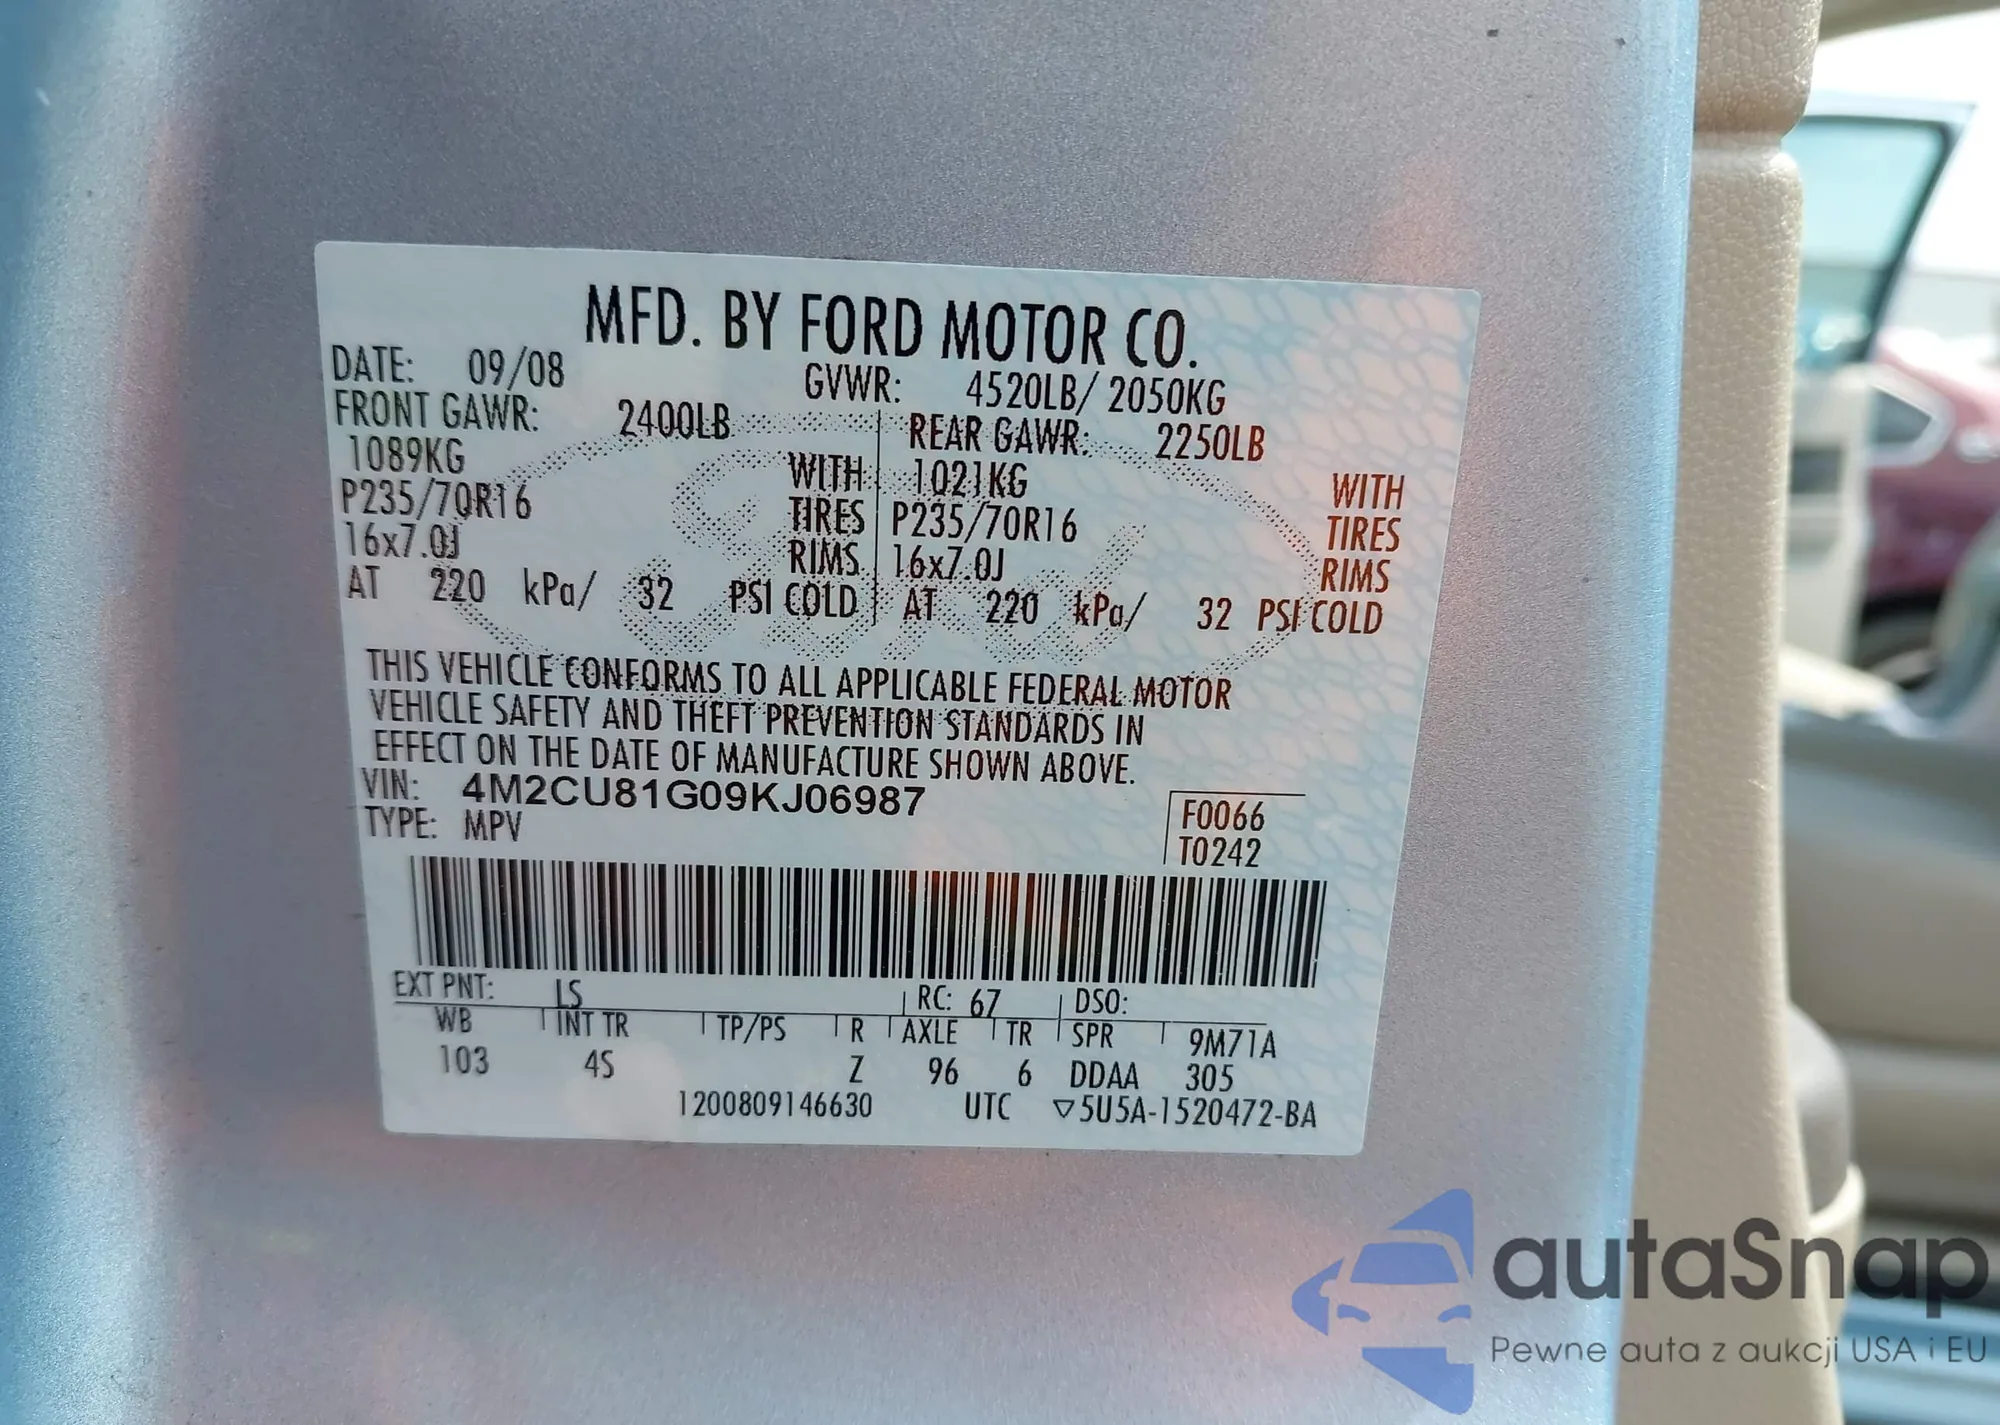 MFD. BY FORD MOTOR CO.
DATE: 09/08 GVWR: 4520LB/ 2050KG
FRONT GAWR: 2400LB REAR GAWR: 2250LB
1089KG WITH 1021KG WITH
P235/70R16 TIRES P235/70R16 TIRES
16x7.0J RIMS 16x7.0J RIMS
AT 220 kPa/ 32 PSI COLD AT 220 kPa/ 32 PSI COLD
THIS VEHICLE CONFORMS TO ALL APPLICABLE FEDERAL MOTOR
VEHICLE SAFETY AND THEFT PREVENTION STANDARDS IN
EFFECT ON THE DATE OF MANUFACTURE SHOWN ABOVE.
VIN: 4M2CU81G09KJ06987
TYPE: MPV
F0066
T0242
EXT PNT: LS RC: 67 DSO:
WB INT TR TP/PS R AXLE TR SPR 9M71A
103 4S Z 96 6 DDAA 305
1200809146630 UTC ▽5U5A-1520472-BA
autaSnap
Pewne auta z aukcji USA i EU